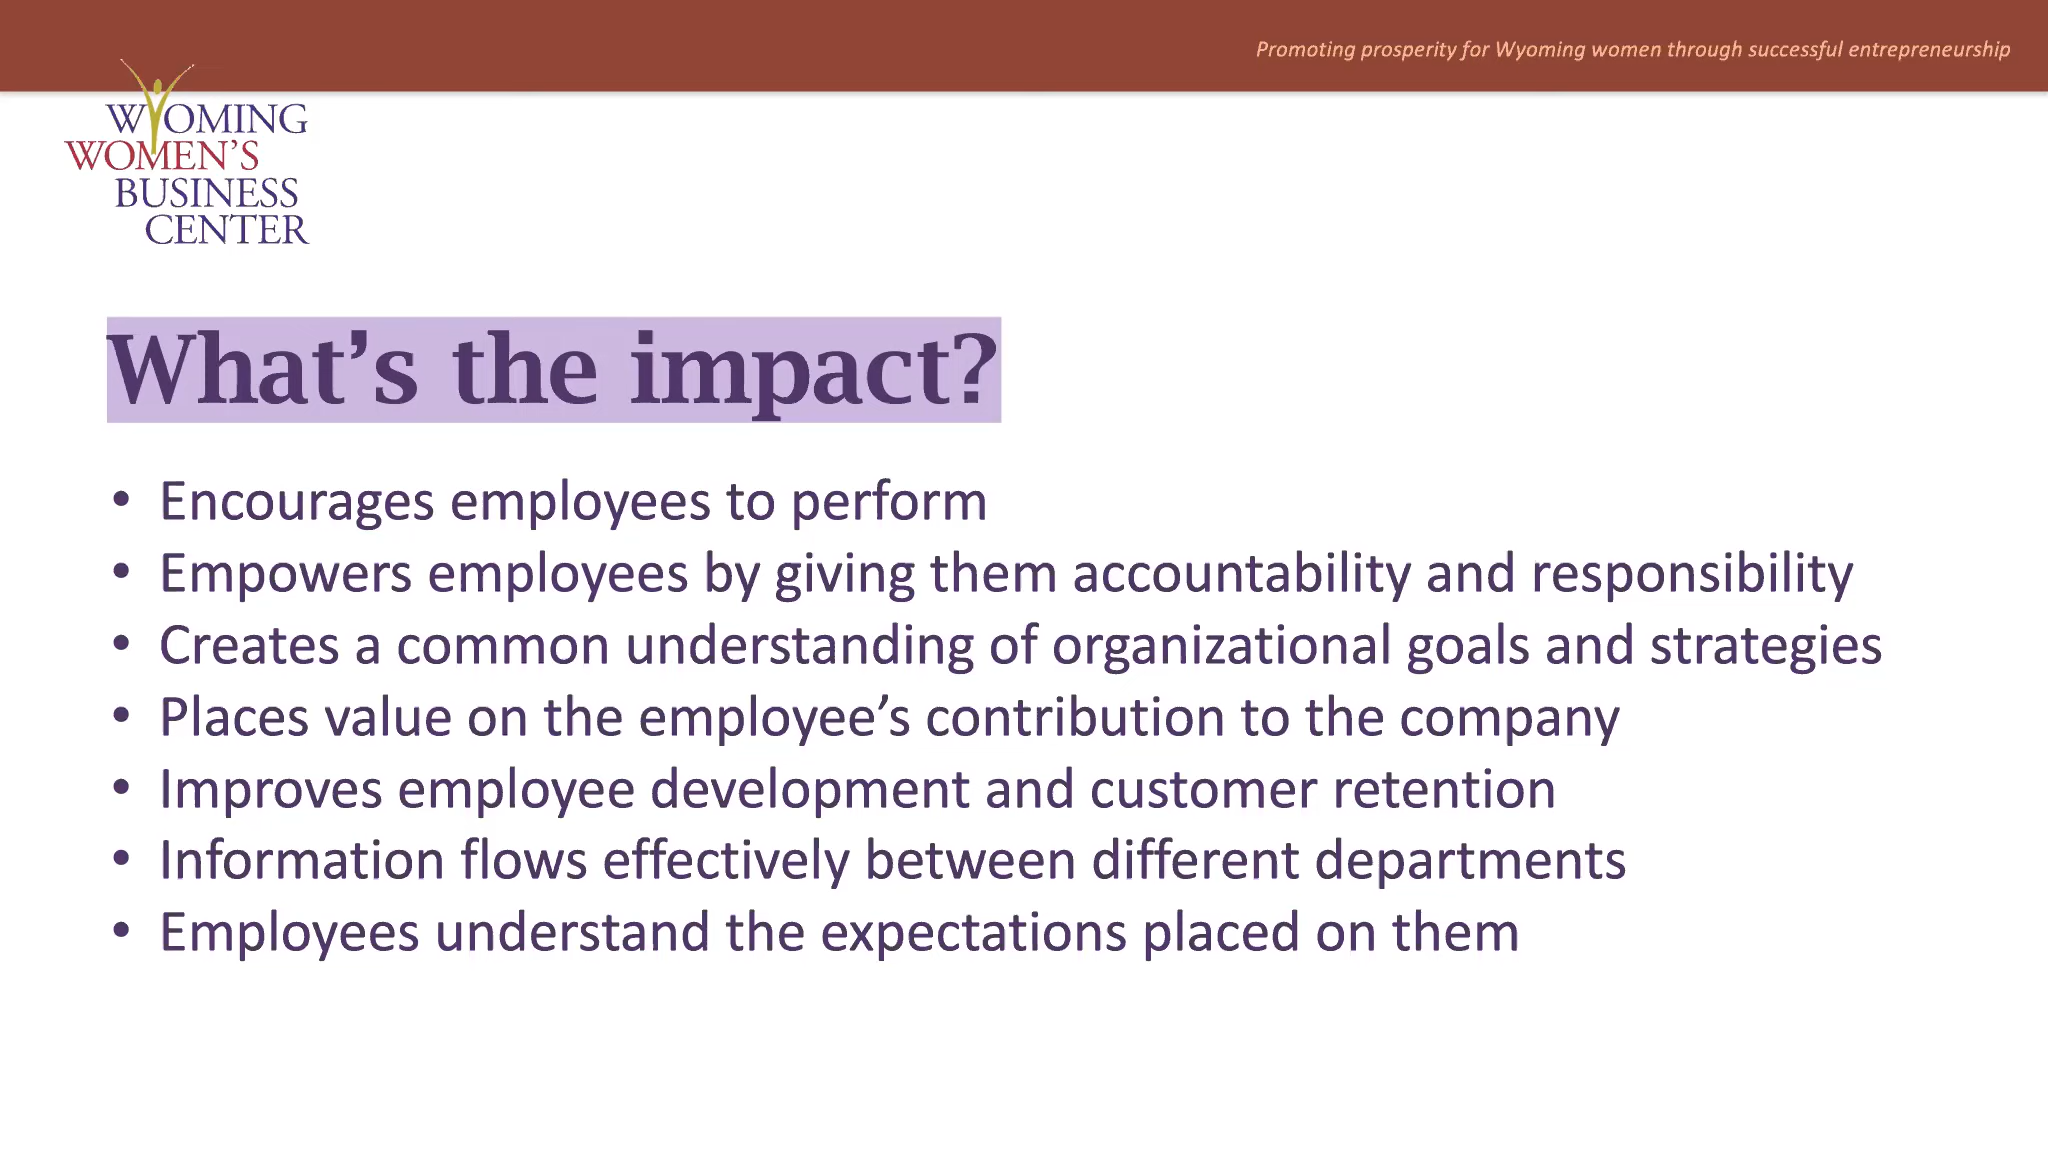 Promoting prosperity for Wyoming women through successful entrepreneurship
WYOMING
WOMEN'S
BUSINESS
CENTER
What's the impact?
• Encourages employees to perform
• Empowers employees by giving them accountability and responsibility
• Creates a common understanding of organizational goals and strategies
• Places value on the employee's contribution to the company
• Improves employee development and customer retention
• Information flows effectively between different departments
• Employees understand the expectations placed on them